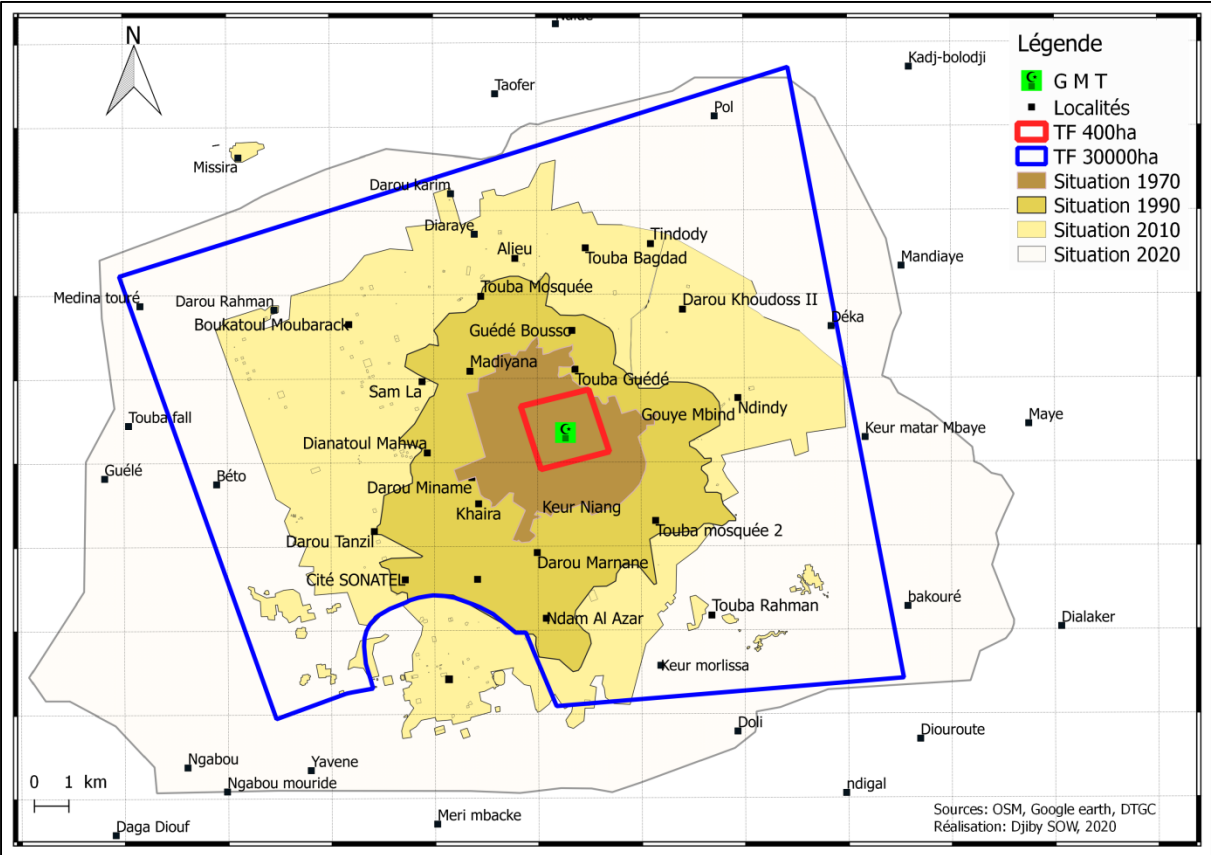 N
Légende
G M T
Localités
TF 400ha
TF 30000ha
Situation 1970
Situation 1990
Situation 2010
Situation 2020
Kadj-bolodji
Taofer
Pol
Missira
Darou karim
Diaraye
Tindody
Alieu
Touba Bagdad
Mandiaye
Medina touré
Darou Rahman
Touba Mosquée
Darou Khoudoss II
Boukatoul Moubarack
Guédé Bousso
Déka
Madiyana
Touba Guédé
Sam La
Touba fall
Gouye Mbind
Ndindy
Maye
Keur matar Mbaye
Dianatoul Mahwa
Guélé
Béto
Darou Miname
Khaira
Keur Niang
Darou Tanzil
Touba mosquée 2
Darou Marnane
Cité SONATEL
Touba Rahman
bakouré
Ndam Al Azar
Dialaker
Keur morlissa
Doli
Diouroute
Ngabou
Yavene
Ngabou mouride
ndigal
0 1 km
Meri mbacke
Daga Diouf
Sources: OSM, Google earth, DTGC
Réalisation: Djiby SOW, 2020